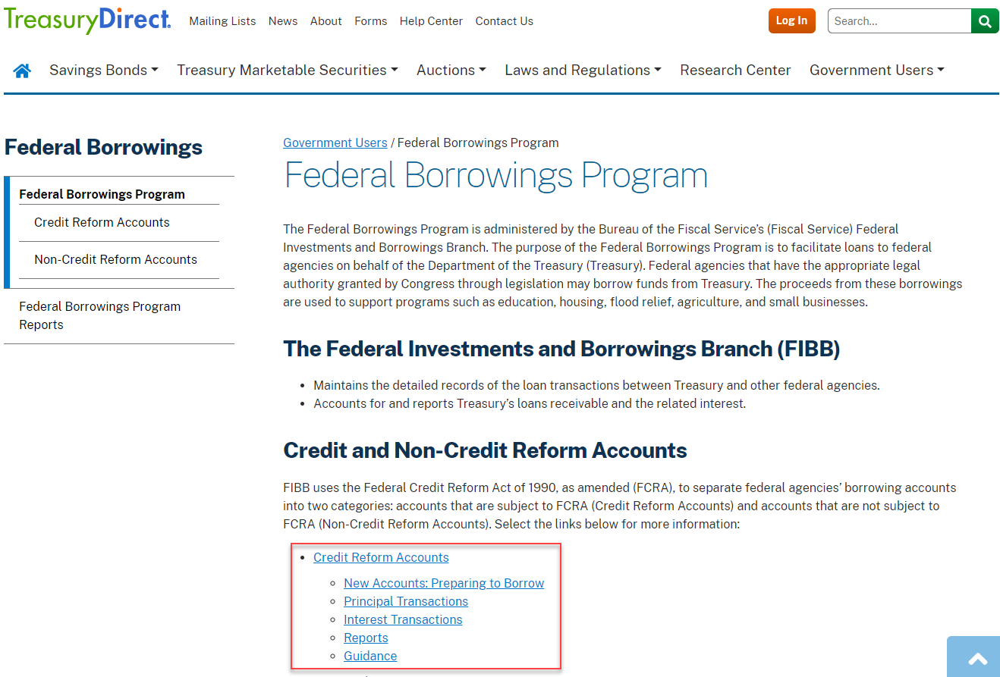 TreasuryDirect.
Mailing Lists News About Forms Help Center Contact Us
Log In
Search...
Savings Bonds Treasury Marketable Securities Auctions Laws and Regulations Research Center Government Users
Federal Borrowings
Federal Borrowings Program
Credit Reform Accounts
Non-Credit Reform Accounts
Federal Borrowings Program
Reports
Government Users / Federal Borrowings Program
Federal Borrowings Program
The Federal Borrowings Program is administered by the Bureau of the Fiscal Service's (Fiscal Service) Federal
Investments and Borrowings Branch. The purpose of the Federal Borrowings Program is to facilitate loans to federal
agencies on behalf of the Department of the Treasury (Treasury). Federal agencies that have the appropriate legal
authority granted by Congress through legislation may borrow funds from Treasury. The proceeds from these borrowings
are used to support programs such as education, housing, flood relief, agriculture, and small businesses.
The Federal Investments and Borrowings Branch (FIBB)
• Maintains the detailed records of the loan transactions between Treasury and other federal agencies.
• Accounts for and reports Treasury's loans receivable and the related interest.
Credit and Non-Credit Reform Accounts
FIBB uses the Federal Credit Reform Act of 1990, as amended (FCRA), to separate federal agencies' borrowing accounts
into two categories: accounts that are subject to FCRA (Credit Reform Accounts) and accounts that are not subject to
FCRA (Non-Credit Reform Accounts). Select the links below for more information:
• Credit Reform Accounts
◦ New Accounts: Preparing to Borrow
◦ Principal Transactions
◦ Interest Transactions
◦ Reports
◦ Guidance